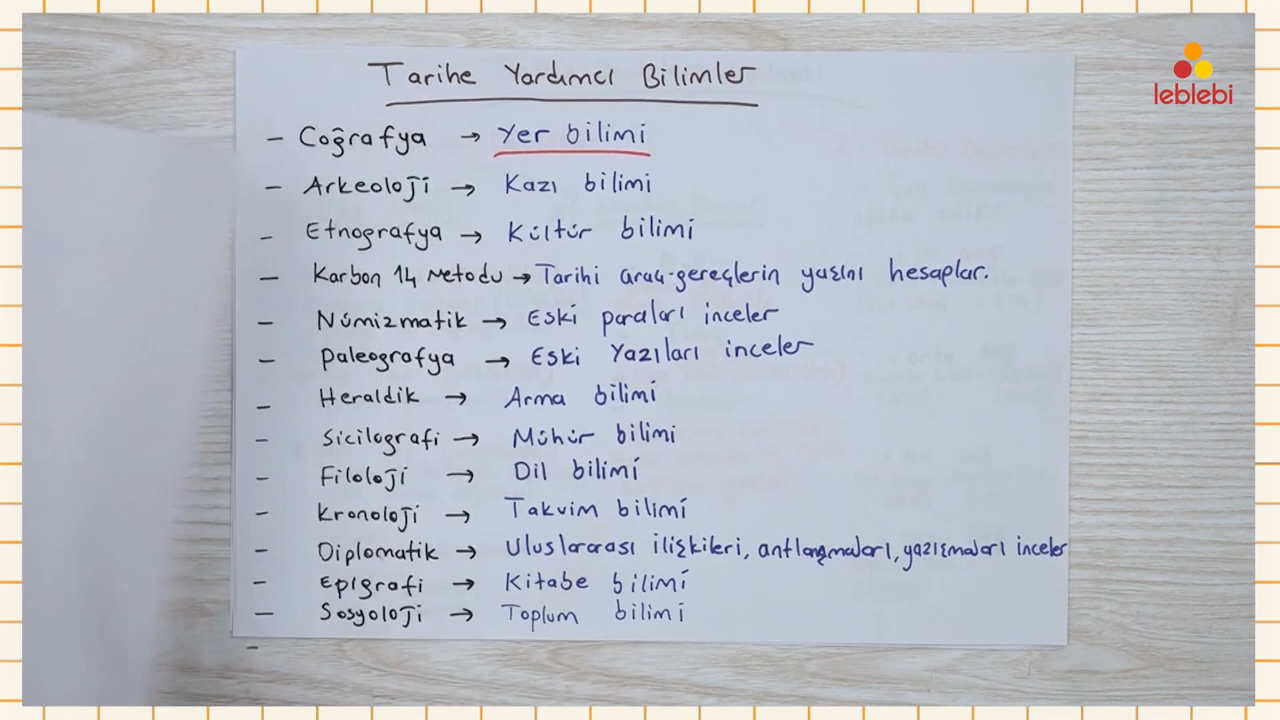 Tarihe Yardımcı Bilimler
leblebi
- Coğrafya → Yer bilimi
- Arkeoloji → Kazı bilimi
- Etnografya → Kültür bilimi
- Karbon 14 Metodu → Tarihi araç-gereçlerin yaşını hesaplar.
- Nümizmatik → Eski paraları inceler
- Paleografya → Eski Yazıları inceler
- Heraldik → Arma bilimi
- Sicilografi → Mühür bilimi
- Filoloji → Dil bilimi
- Kronoloji → Takvim bilimi
- Diplomatik → Uluslararası ilişkileri, antlaşmaları, yazışmaları inceler
- Epigrafi → Kitabe bilimi
- Sosyoloji → Toplum bilimi